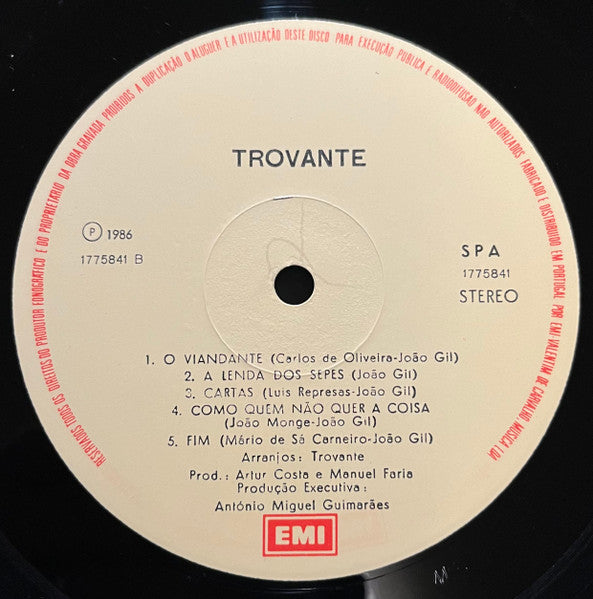 RESERVADOS TODOS OS DIREITOS DO PRODUTOR FONOGRÁFICO E DO PROPRIETÁRIO DA OBRA GRAVADA PROIBIDOS A DUPLICAÇÃO O ALUGUER E A UTILIZAÇÃO DESTE DISCO PARA EXECUÇÃO PÚBLICA E RADIODIFUSÃO NÃO AUTORIZADOS FABRICADO E DISTRIBUIDO EM PORTUGAL POR EMI-VALENTIM DE CARVALHO MÚSICA LDA
TROVANTE
Ⓟ 1986
1775841 B
SPA
1775841
STEREO
1. O VIANDANTE (Carlos de Oliveira-João Gil)
2. A LENDA DOS SEPES (João Gil)
3. CARTAS (Luis Represas-João Gil)
4. COMO QUEM NÃO QUER A COISA
(João Monge-João Gil)
5. FIM (Mário de Sá Carneiro-João Gil)
Arranjos: Trovante
Prod.: Artur Costa e Manuel Faria
Produção Executiva:
António Miguel Guimarães
EMI